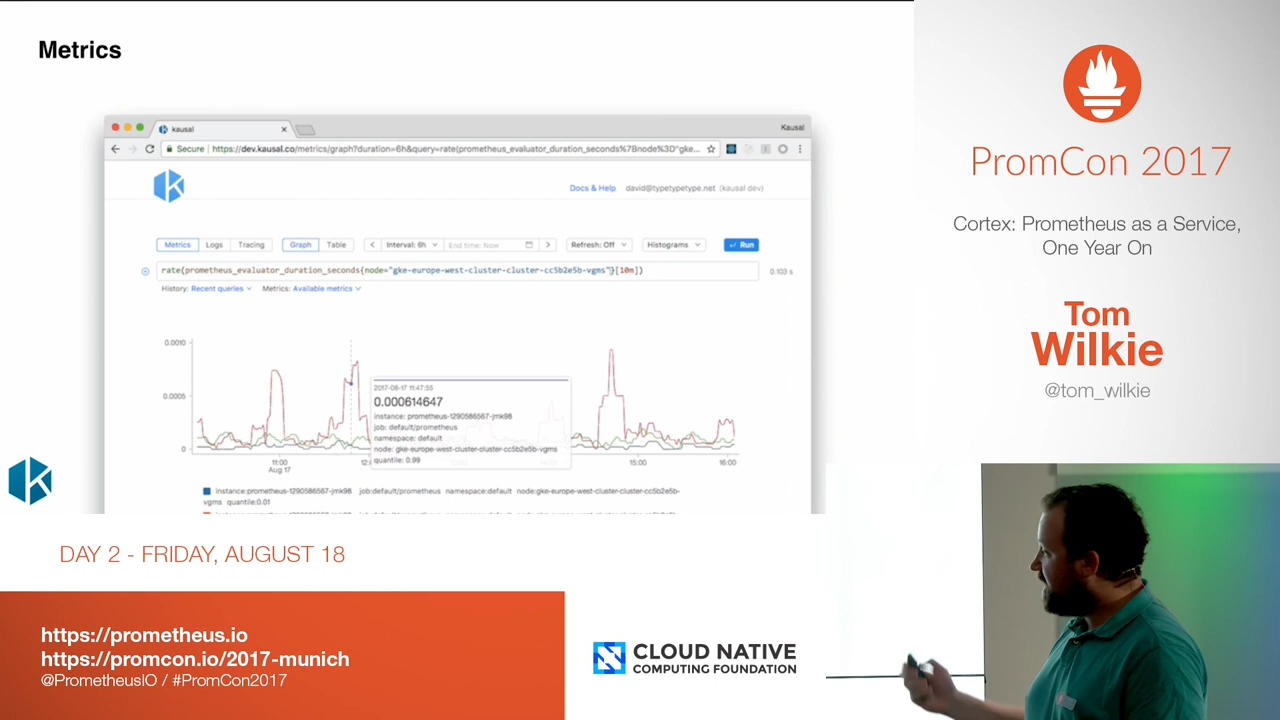 Metrics
kausal
Kausal
Secure https://dev.kausal.co/metrics/graph?duration=6h&query=rate(prometheus_evaluator_duration_seconds%7Bnode%3D"gke...
Docs & Help david@typetypetype.net (kausal dev)
Metrics Logs Tracing Graph Table Interval: 6h End time: Now Refresh: Off Histograms Run
rate(prometheus_evaluator_duration_seconds{node="gke-europe-west-cluster-cluster-cc5b2e5b-vgms"}[10m])
0.103 s
History: Recent queries Metrics: Available metrics
0.0010
0.0005
0
2017-08-17 11:47:55
0.000614647
instance: prometheus-1290586567-jmk98
job: default/prometheus
namespace: default
node: gke-europe-west-cluster-cluster-cc5b2e5b-vgms
quantile: 0.99
11:00
Aug 17
15:00
16:00
instance:prometheus-1290586567-jmk98 job:default/prometheus namespace:default node:gke-europe-west-cluster-cluster-cc5b2e5b-
vgms quantile:0.01
PromCon 2017
Cortex: Prometheus as a Service,
One Year On
Tom
Wilkie
@tom_wilkie
DAY 2 - FRIDAY, AUGUST 18
https://prometheus.io
https://promcon.io/2017-munich
@PrometheusIO / #PromCon2017
CLOUD NATIVE
COMPUTING FOUNDATION